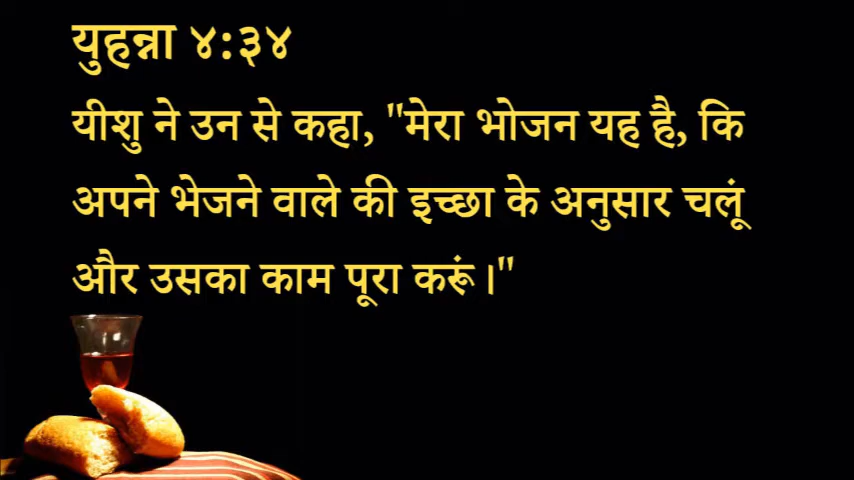 युहन्ना ४:३४
यीशु ने उन से कहा, "मेरा भोजन यह है, कि
अपने भेजने वाले की इच्छा के अनुसार चलूं
और उसका काम पूरा करूं।"